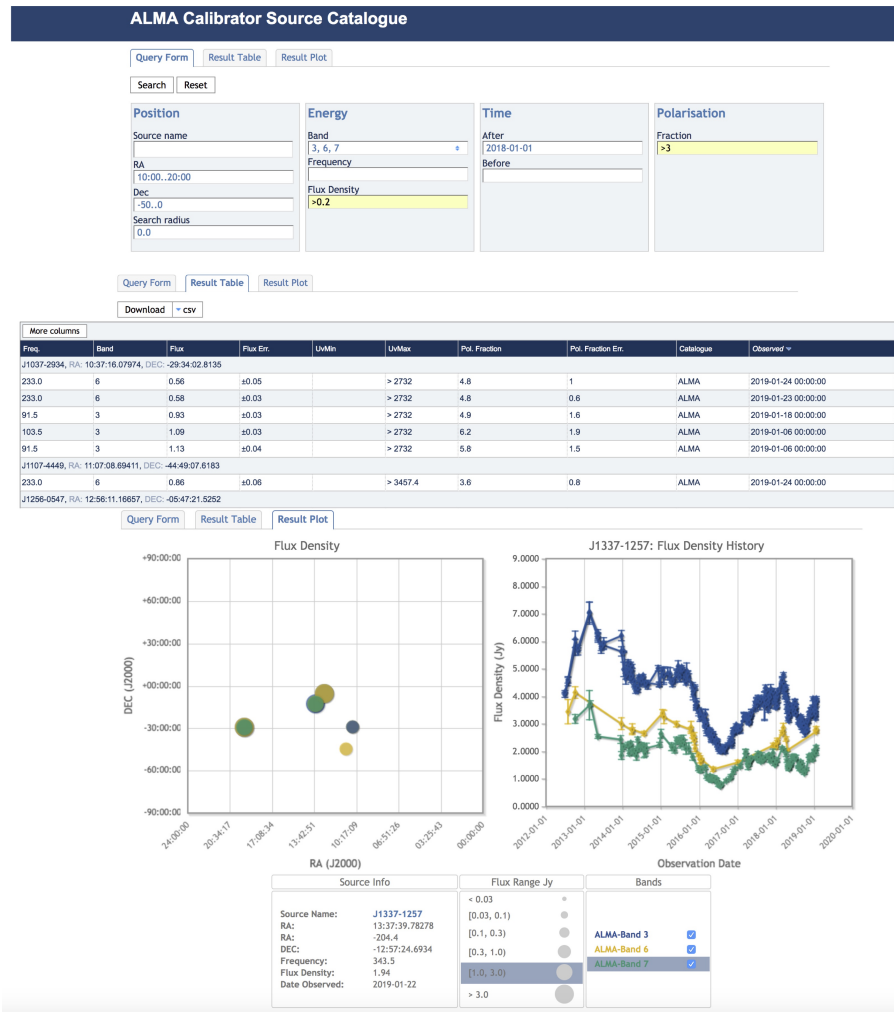 ALMA Calibrator Source Catalogue
Query Form Result Table Result Plot
Search Reset
Position Energy Time Polarisation
Source name Band After Fraction
3, 6, 7 2018-01-01 >3
RA Frequency Before
10:00..20:00
Dec Flux Density
-50..0 >0.2
Search radius
0.0
Query Form Result Table Result Plot
Download csv
More columns
Freq. Band Flux Flux Err. UvMin UvMax Pol. Fraction Pol. Fraction Err. Catalogue Observed
J1037-2934, RA: 10:37:16.07974, DEC: -29:34:02.8135
233.0 6 0.56 ±0.05 > 2732 4.8 1 ALMA 2019-01-24 00:00:00
233.0 6 0.58 ±0.03 > 2732 4.8 0.6 ALMA 2019-01-23 00:00:00
91.5 3 0.93 ±0.03 > 2732 4.9 1.6 ALMA 2019-01-18 00:00:00
103.5 3 1.09 ±0.03 > 2732 6.2 1.9 ALMA 2019-01-06 00:00:00
91.5 3 1.13 ±0.04 > 2732 5.8 1.5 ALMA 2019-01-06 00:00:00
J1107-4449, RA: 11:07:08.69411, DEC: -44:49:07.6183
233.0 6 0.86 ±0.06 > 3457.4 3.6 0.8 ALMA 2019-01-24 00:00:00
J1256-0547, RA: 12:56:11.16657, DEC: -05:47:21.5252
Query Form Result Table Result Plot
Flux Density
+90:00:00
+60:00:00
+30:00:00
+00:00:00
-30:00:00
-60:00:00
-90:00:00
DEC (J2000)
24:00:00 20:34:17 17:08:34 13:42:51 10:17:09 06:51:26 03:25:43 00:00:00
RA (J2000)
J1337-1257: Flux Density History
9.0000
8.0000
7.0000
6.0000
5.0000
4.0000
3.0000
2.0000
1.0000
0.0000
Flux Density (Jy)
2012-01-01 2013-01-01 2014-01-01 2015-01-01 2016-01-01 2017-01-01 2018-01-01 2019-01-01 2020-01-01
Observation Date
Source Info
Source Name: J1337-1257
RA: 13:37:39.78278
RA: -204.4
DEC: -12:57:24.6934
Frequency: 343.5
Flux Density: 1.94
Date Observed: 2019-01-22
Flux Range Jy
< 0.03
[0.03, 0.1)
[0.1, 0.3)
[0.3, 1.0)
[1.0, 3.0)
> 3.0
Bands
ALMA-Band 3
ALMA-Band 6
ALMA-Band 7